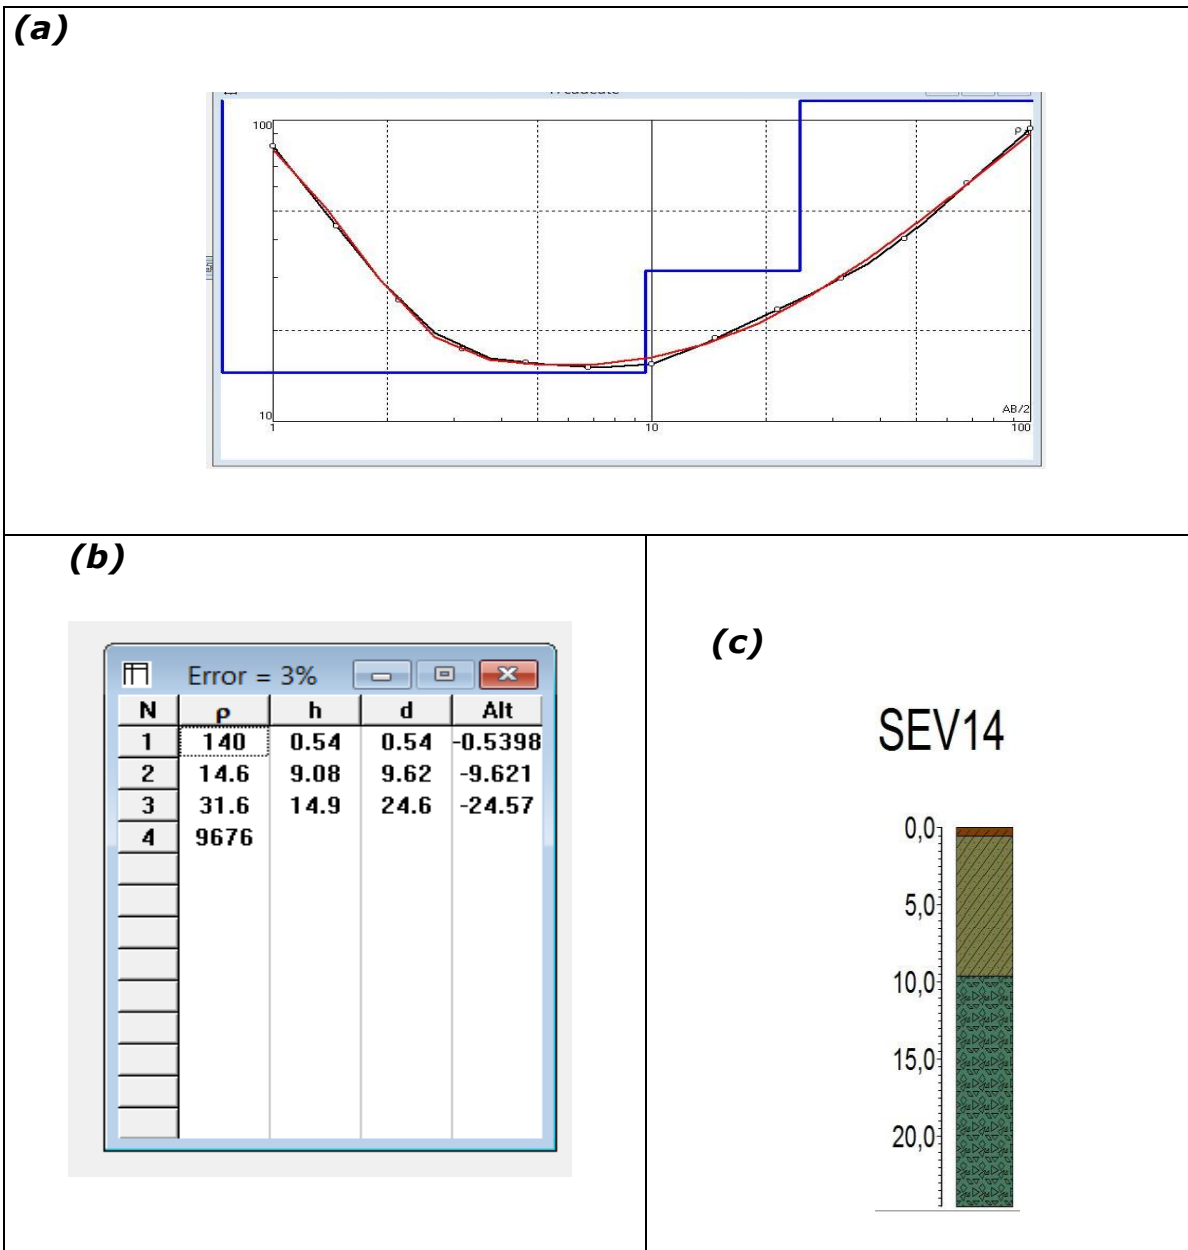 (a)
100
ρ
10
AB/2
1
10
100
(b)
(c)
Error = 3%
N ρ h d Alt
1 140 0.54 0.54 -0.5398
2 14.6 9.08 9.62 -9.621
3 31.6 14.9 24.6 -24.57
4 9676
SEV14
0,0
5,0
10,0
15,0
20,0